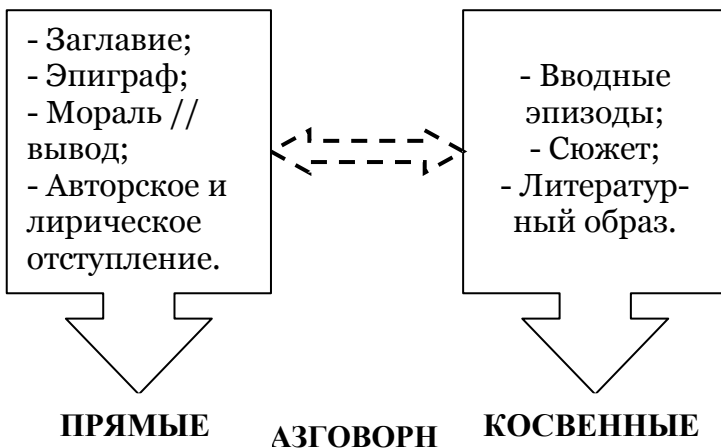 - Заглавие;
- Эпиграф;
- Мораль //
вывод;
- Авторское и
лирическое
отступление.
- Вводные
эпизоды;
- Сюжет;
- Литератур-
ный образ.
ПРЯМЫЕ
АЗГОВОРН
КОСВЕННЫЕ